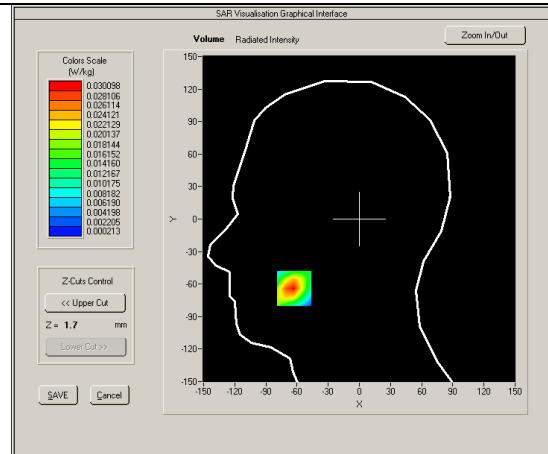 SAR Visualisation Graphical Interface
Volume Radiated Intensity
Zoom In/Out
Colors Scale
(W/kg)
0.030098
0.028106
0.026114
0.024121
0.022129
0.020137
0.018144
0.016152
0.014160
0.012167
0.010175
0.008182
0.006190
0.004198
0.002205
0.000213
Z-Cuts Control
<< Upper Cut
Z = 1.7 mm
Lower Cut >>
SAVE Cancel
150
120
90
60
30
0
-30
-60
-90
-120
-150
Y
-150 -120 -90 -60 -30 0 30 60 90 120 150
X